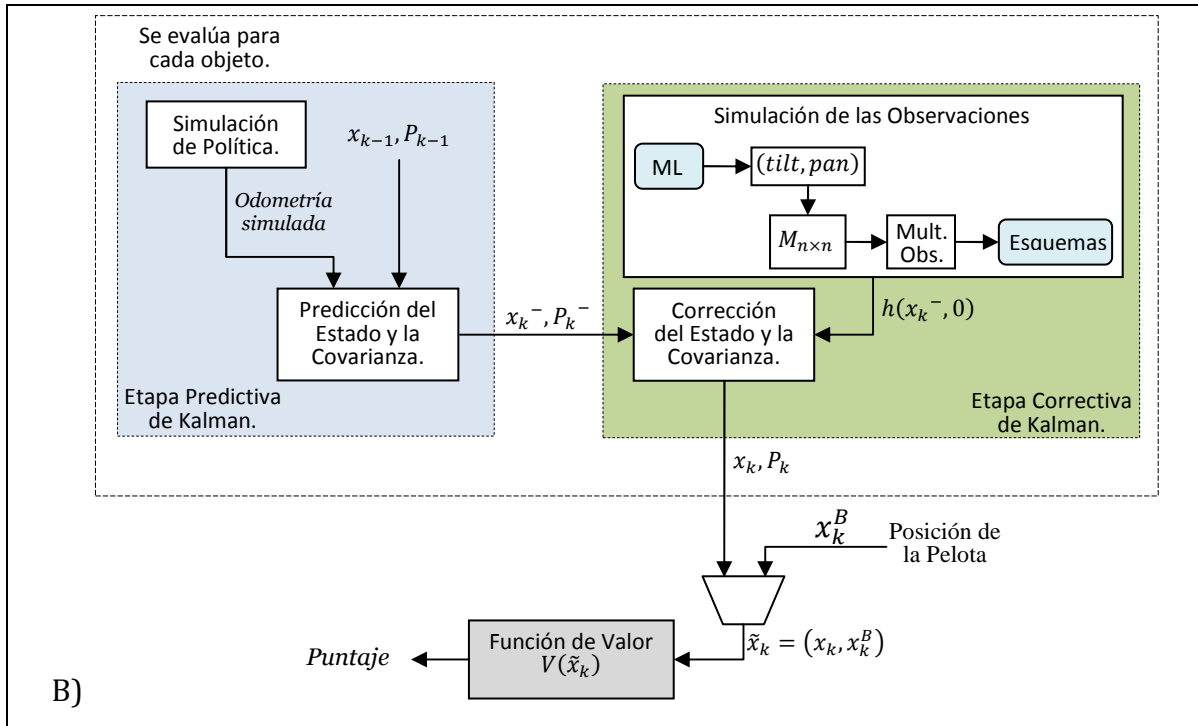 Se evalúa para
cada objeto.
Simulación
de Política.
x_{k-1}, P_{k-1}
Odometría
simulada
Predicción del
Estado y la
Covarianza.
Etapa Predictiva
de Kalman.
x_k^-, P_k^-
Simulación de las Observaciones
ML
(tilt, pan)
M_{n×n}
Mult.
Obs.
Esquemas
h(x_k^-, 0)
Corrección
del Estado y la
Covarianza.
Etapa Correctiva
de Kalman.
x_k, P_k
x_k^B
Posición de
la Pelota
x̃_k = (x_k, x_k^B)
Función de Valor
V(x̃_k)
Puntaje
B)